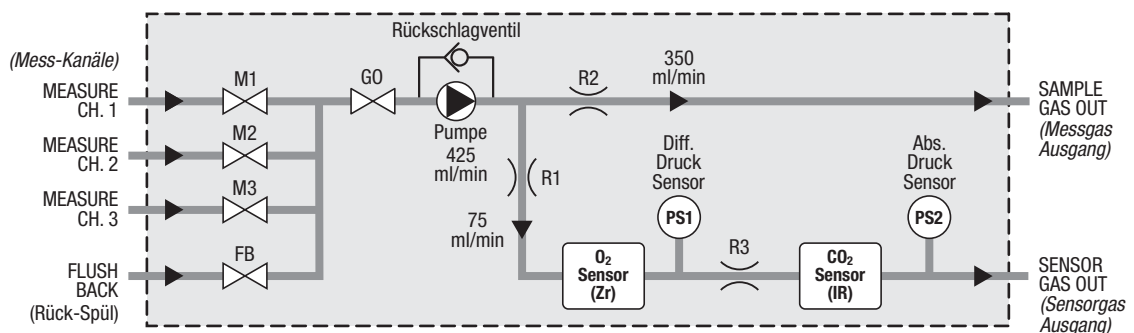 (Mess-Kanäle)
MEASURE
CH. 1
MEASURE
CH. 2
MEASURE
CH. 3
FLUSH
BACK
(Rück-Spül)
M1
M2
M3
FB
GO
Rückschlagventil
Pumpe
425
ml/min
R2
350
ml/min
R1
75
ml/min
O₂
Sensor
(Zr)
Diff.
Druck
Sensor
PS1
R3
CO₂
Sensor
(IR)
Abs.
Druck
Sensor
PS2
SAMPLE
GAS OUT
(Messgas
Ausgang)
SENSOR
GAS OUT
(Sensorgas
Ausgang)